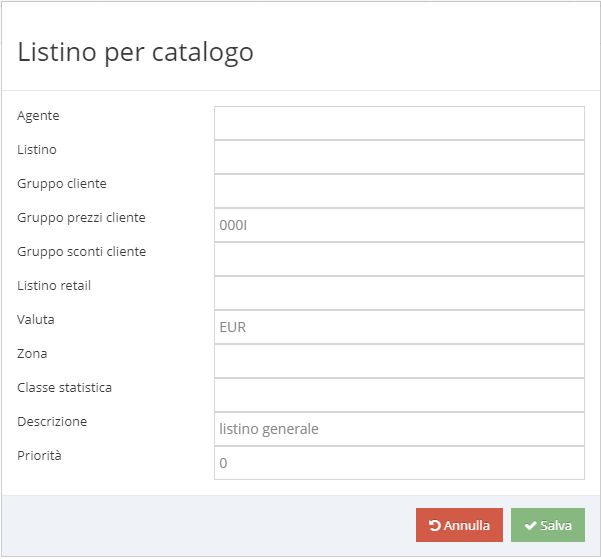 Listino per catalogo
Agente
Listino
Gruppo cliente
Gruppo prezzi cliente 000I
Gruppo sconti cliente
Listino retail
Valuta EUR
Zona
Classe statistica
Descrizione listino generale
Priorità 0
Annulla Salva